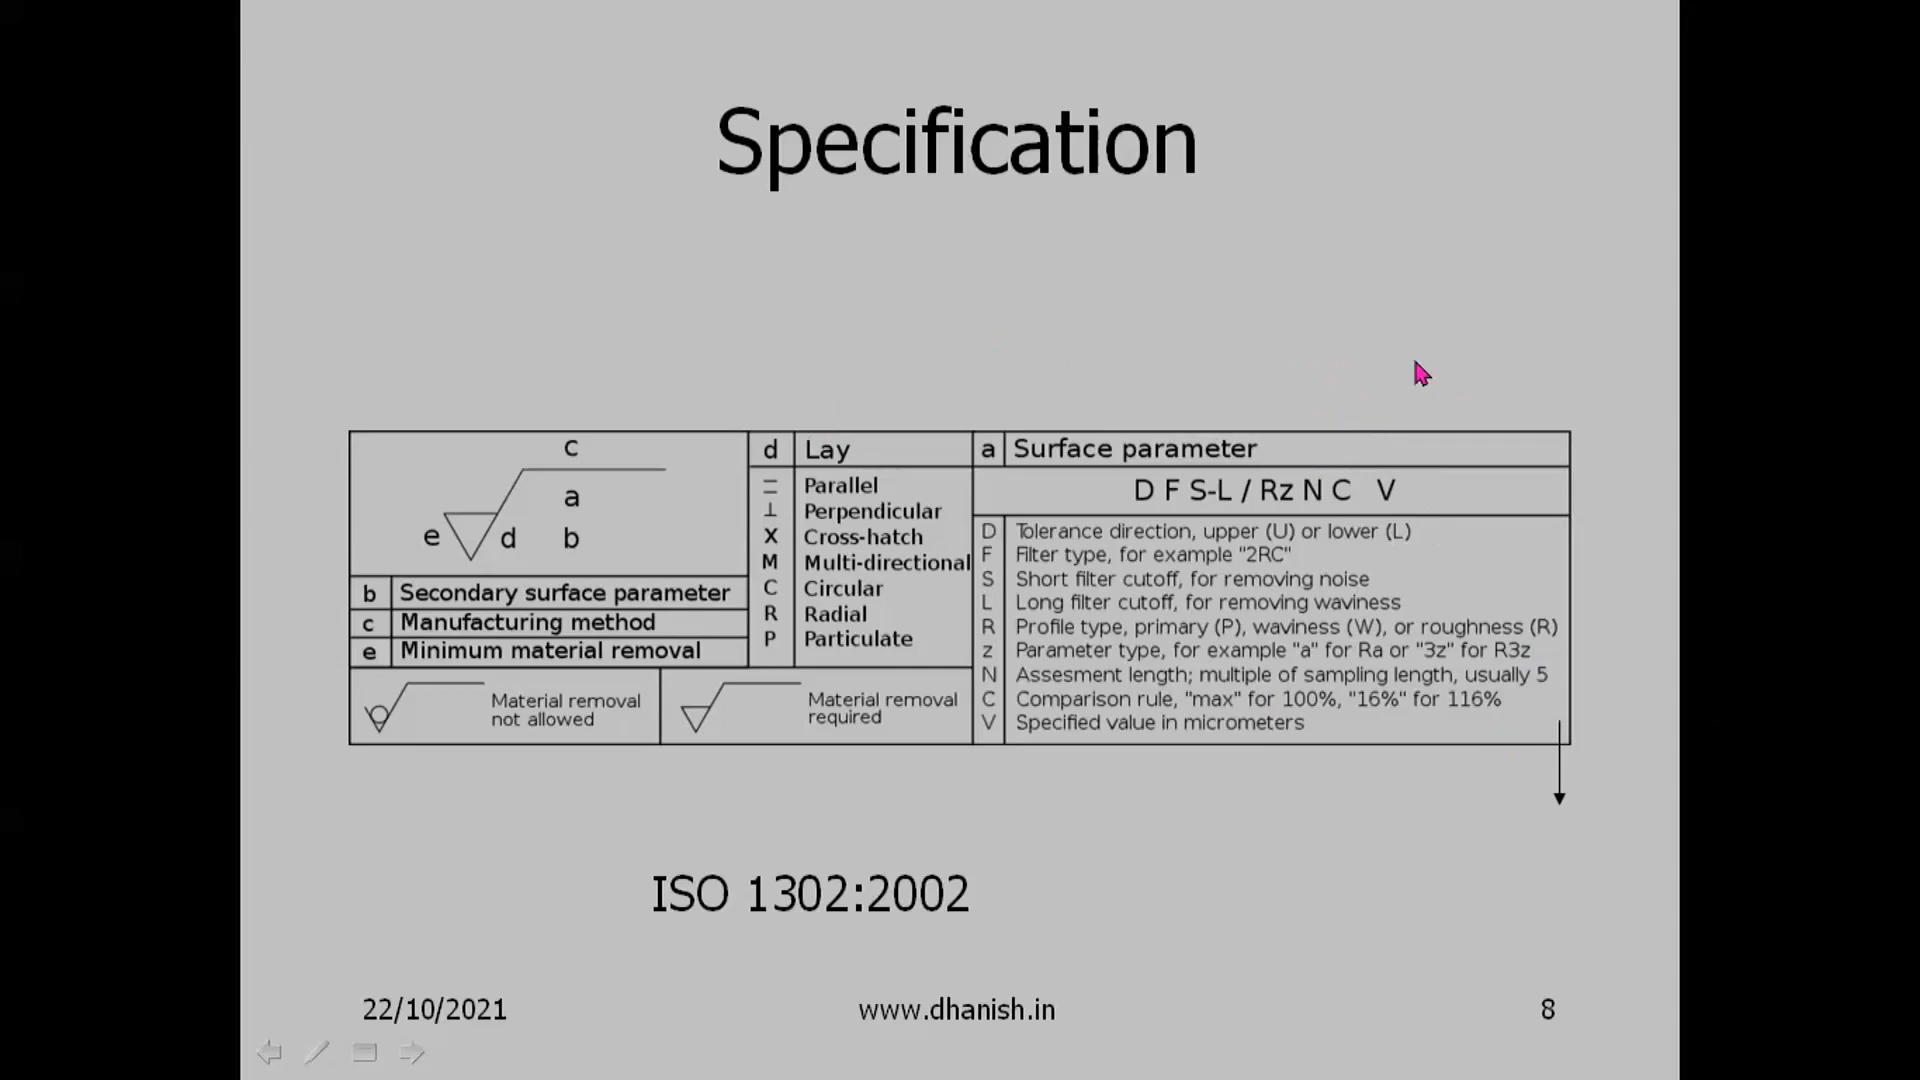 Specification
c
a
e d b
b Secondary surface parameter
c Manufacturing method
e Minimum material removal
Material removal
not allowed
Material removal
required
d Lay
= Parallel
⊥ Perpendicular
X Cross-hatch
M Multi-directional
C Circular
R Radial
P Particulate
a Surface parameter
D F S-L / Rz N C V
D Tolerance direction, upper (U) or lower (L)
F Filter type, for example "2RC"
S Short filter cutoff, for removing noise
L Long filter cutoff, for removing waviness
R Profile type, primary (P), waviness (W), or roughness (R)
z Parameter type, for example "a" for Ra or "3z" for R3z
N Assesment length; multiple of sampling length, usually 5
C Comparison rule, "max" for 100%, "16%" for 116%
V Specified value in micrometers
ISO 1302:2002
22/10/2021
www.dhanish.in
8